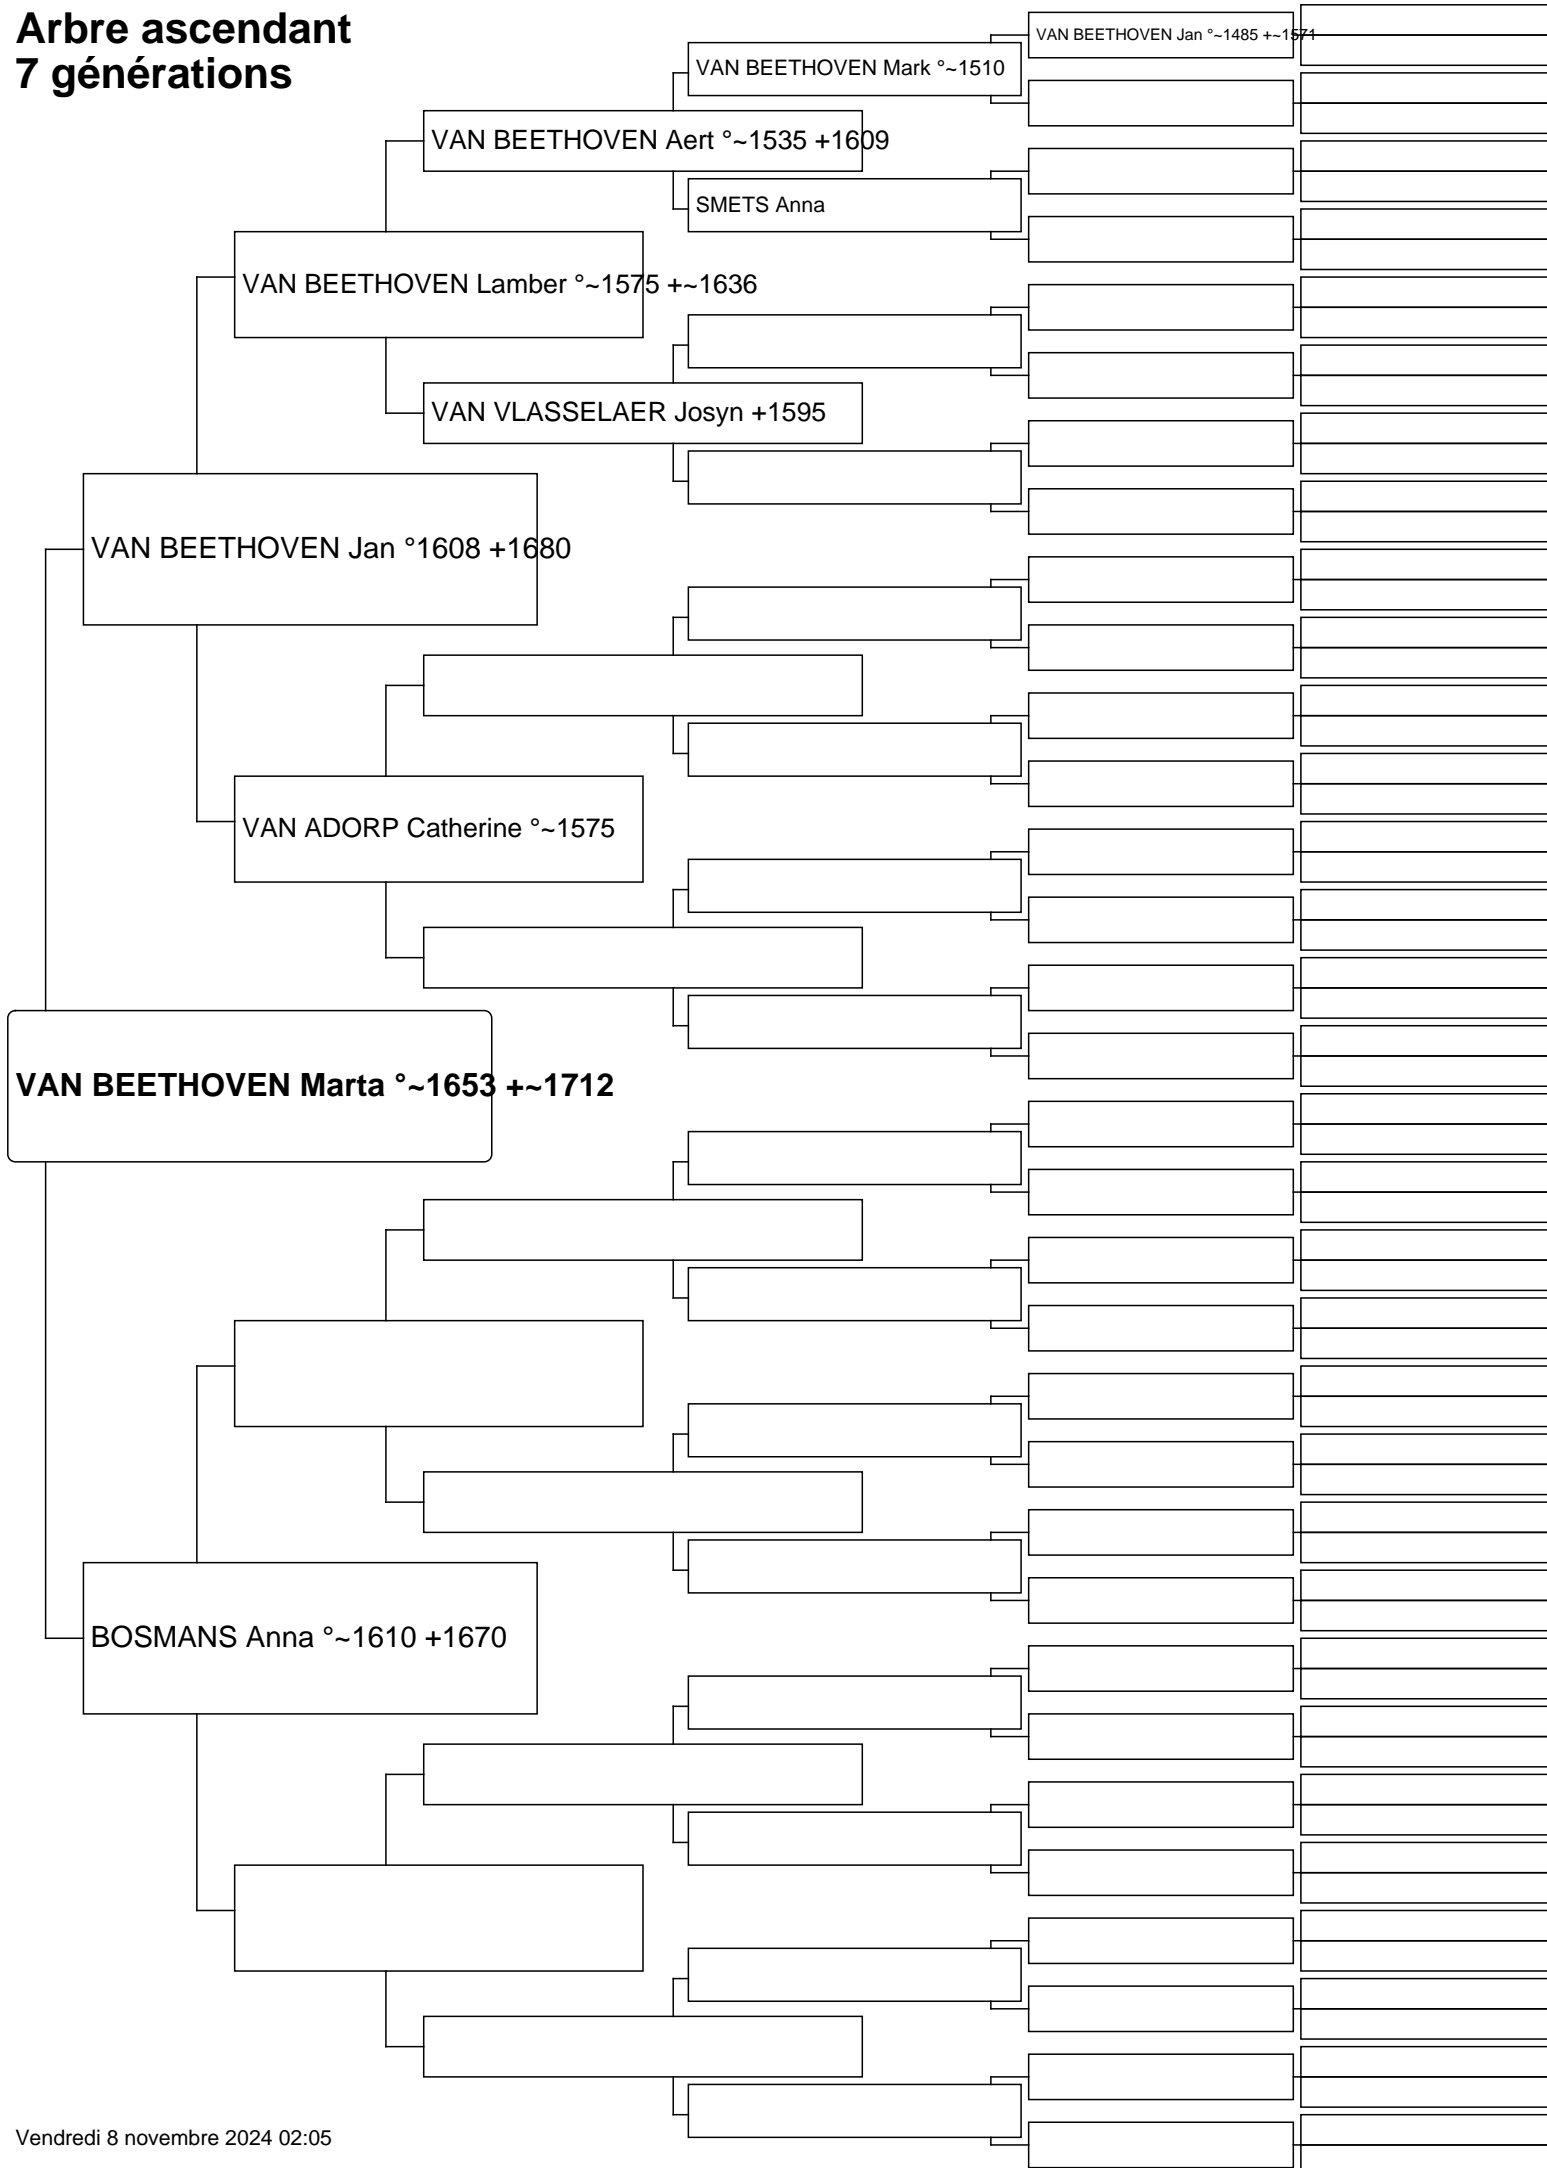 Arbre ascendant
7 générations
VAN BEETHOVEN Jan °~1485 +~1571
VAN BEETHOVEN Mark °~1510
VAN BEETHOVEN Aert °~1535 +1609
SMETS Anna
VAN BEETHOVEN Lamber °~1575 +~1636
VAN VLASSELAER Josyn +1595
VAN BEETHOVEN Jan °1608 +1680
VAN ADORP Catherine °~1575
VAN BEETHOVEN Marta °~1653 +~1712
BOSMANS Anna °~1610 +1670
Vendredi 8 novembre 2024 02:05